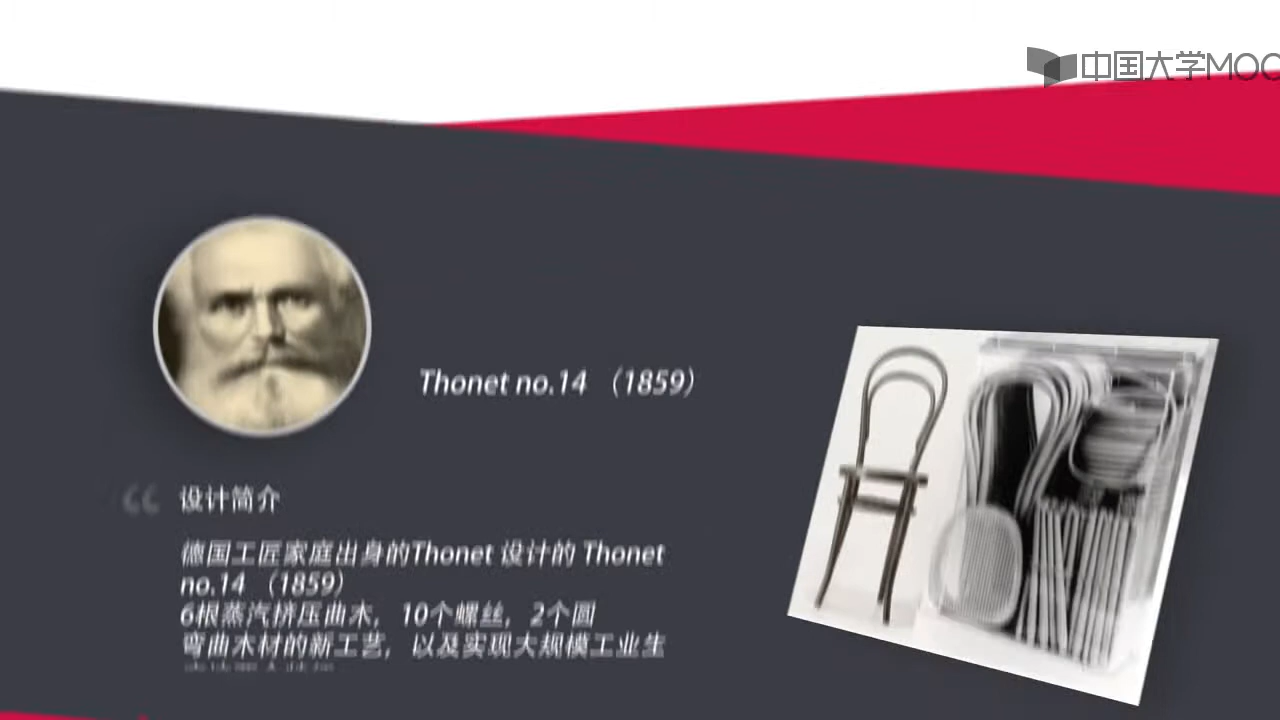 中国大学MOO
Thonet no.14 （1859）
设计简介
德国工匠家庭出身的Thonet 设计的 Thonet
no.14 （1859）
6根蒸汽挤压曲木，10个螺丝，2个圆
弯曲木材的新工艺，以及实现大规模工业生